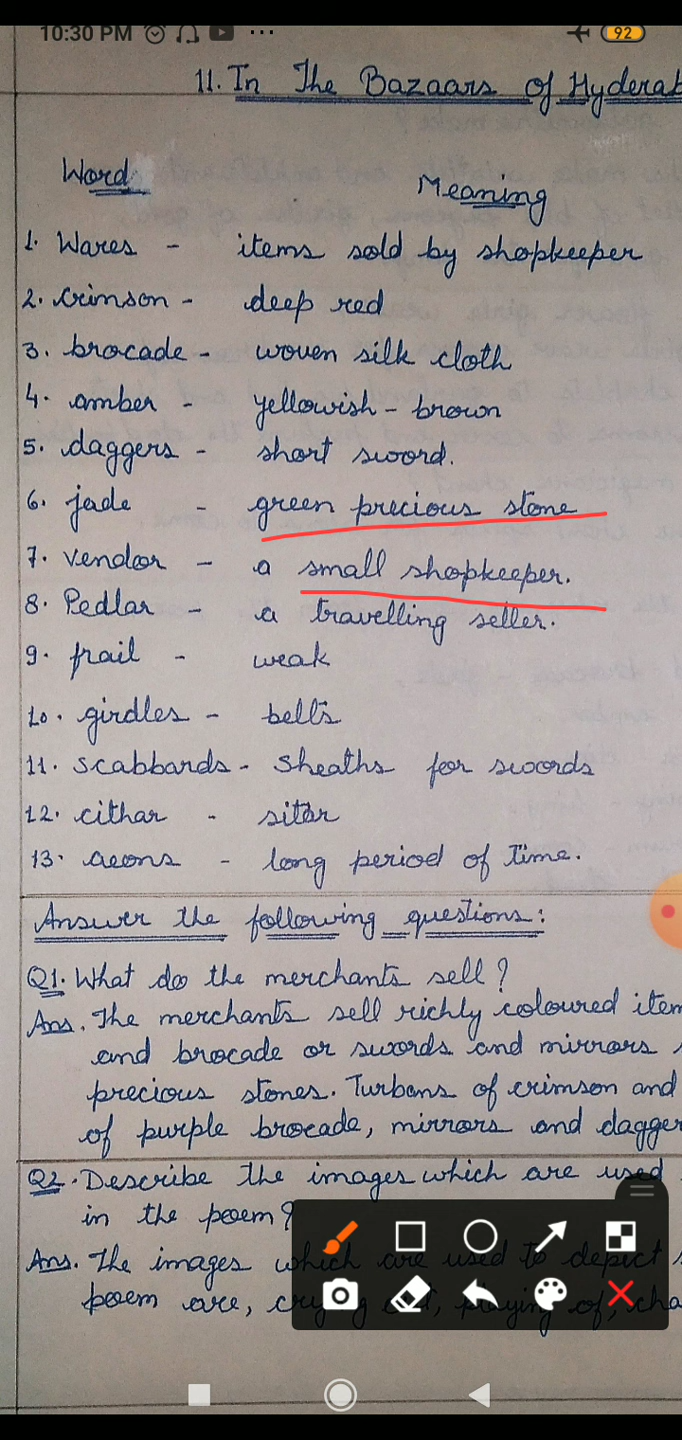 10:30 PM ... 92
11. In The Bazaars of Hyderab
Word Meaning
1. Wares - items sold by shopkeeper
2. crimson - deep red
3. brocade - woven silk cloth
4. amber - yellowish - brown
5. daggers - short sword.
6. jade - green precious stone
7. vendor - a small shopkeeper.
8. Pedlar - a travelling seller.
9. frail - weak
10. girdles - bells
11. scabbards - Sheaths for swords
12. cithar - sitar
13. aeons - long period of time.
Answer the following questions:
Q1. What do the merchants sell?
Ans. The merchants sell richly coloured item
and brocade or swords and mirrors
precious stones. Turbans of crimson and
of purple brocade, mirrors and dagger
Q2. Describe the images which are used
in the poem?
Ans. The images which are used to depict
poem are, crying out, playing of, cha